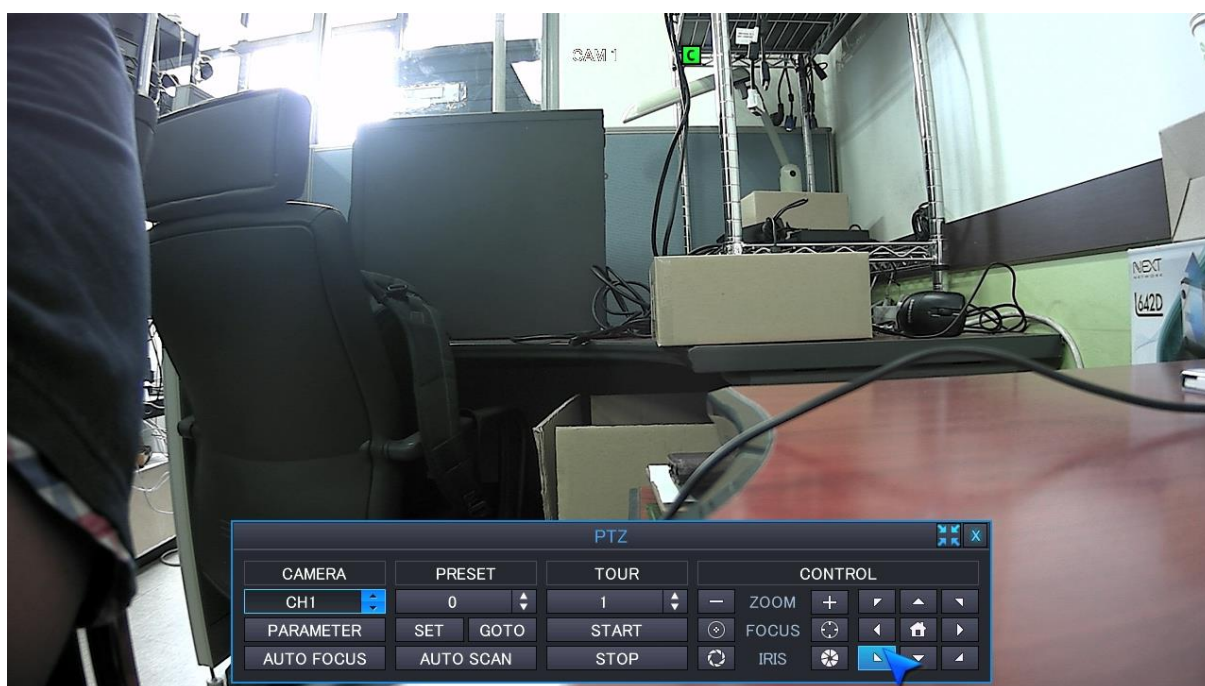 CAM 1
C
NEXT
1642D
PTZ
X
CAMERA PRESET TOUR CONTROL
CH1 0 1 ZOOM
PARAMETER SET GOTO START FOCUS
AUTO FOCUS AUTO SCAN STOP IRIS